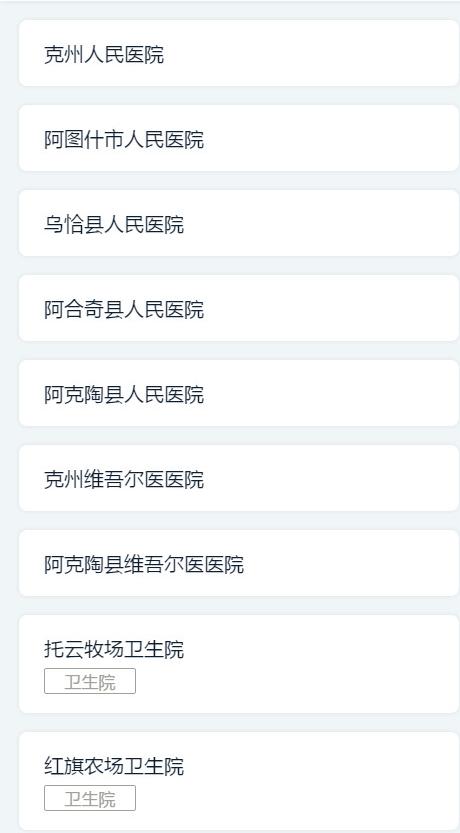 克州人民医院
阿图什市人民医院
乌恰县人民医院
阿合奇县人民医院
阿克陶县人民医院
克州维吾尔医医院
阿克陶县维吾尔医医院
托云牧场卫生院
卫生院
红旗农场卫生院
卫生院